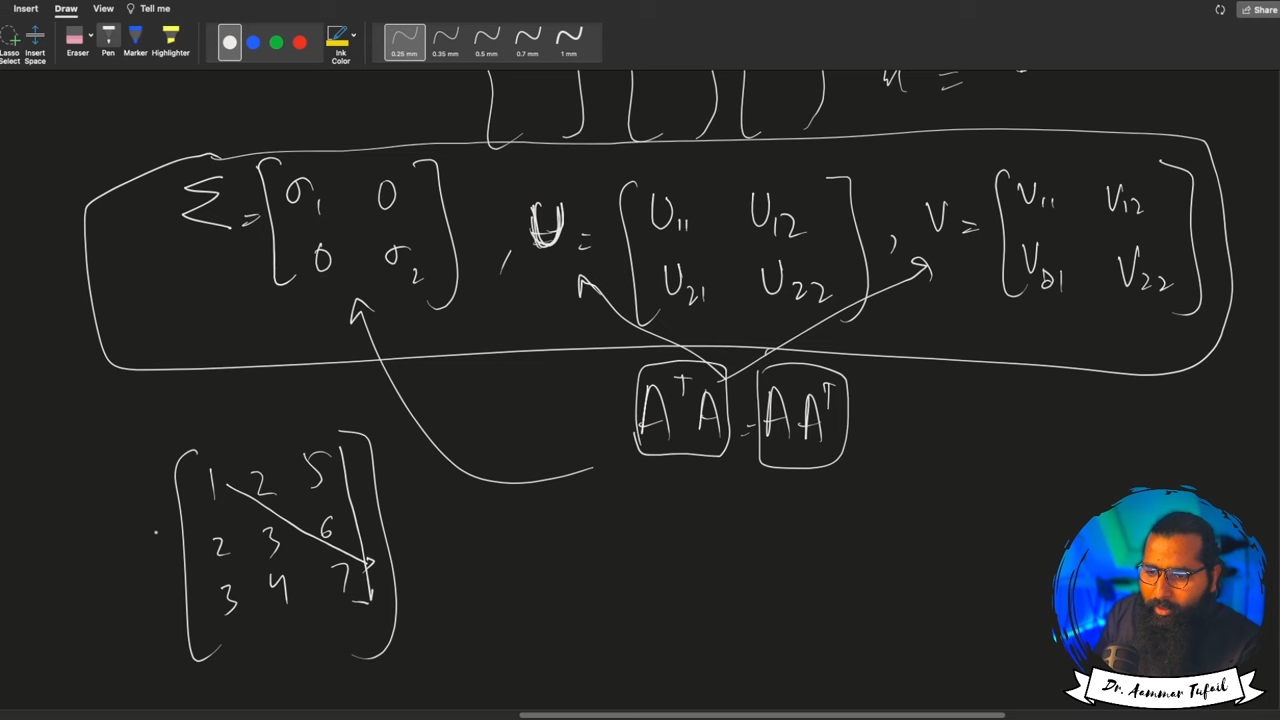 Insert Draw View Tell me
Share
Lasso Select
Insert Space
Eraser
Pen
Marker
Highlighter
Ink Color
0.25 mm
0.35 mm
0.5 mm
0.7 mm
1 mm
Σ = [σ₁ 0
0 σ₂]
, U = [U₁₁ U₁₂
U₂₁ U₂₂]
, V = [V₁₁ V₁₂
V₂₁ V₂₂]
AᵀA = AAᵀ
1 2 5
2 3 6
3 4 7
Dr. Aammar Tufail